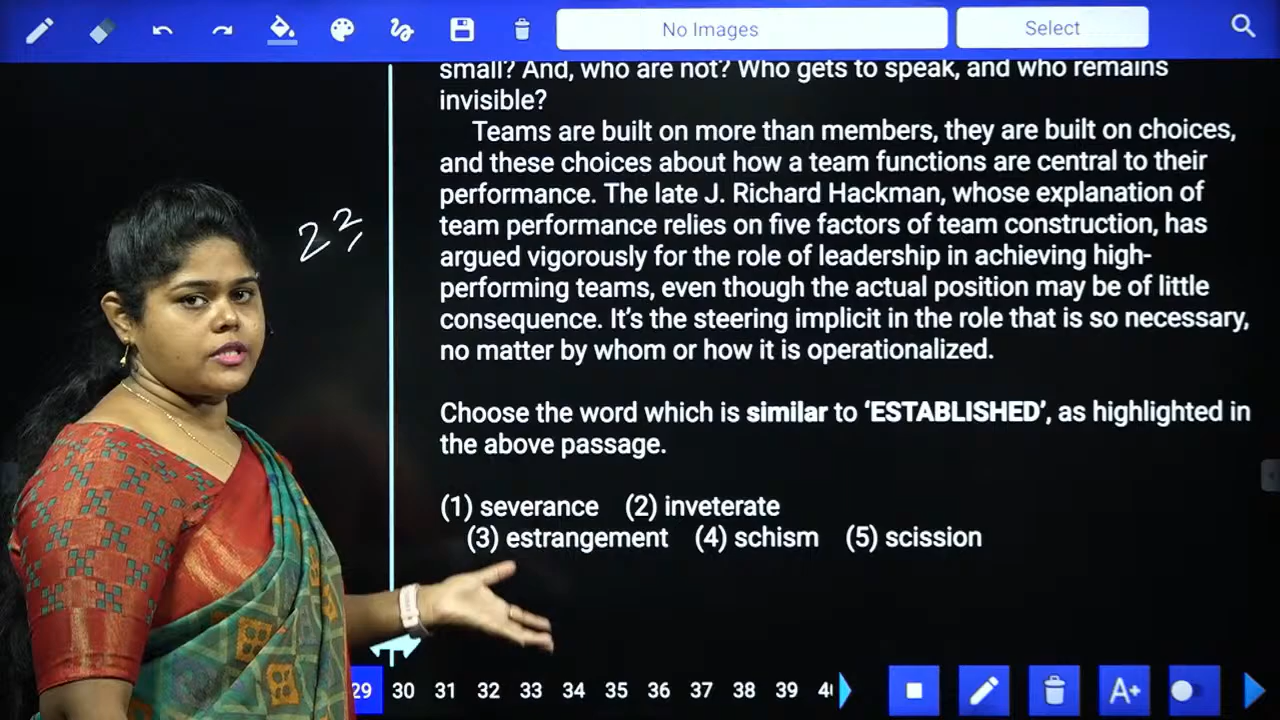 No Images
Select
small? And, who are not? Who gets to speak, and who remains
invisible?
Teams are built on more than members, they are built on choices,
and these choices about how a team functions are central to their
performance. The late J. Richard Hackman, whose explanation of
team performance relies on five factors of team construction, has
argued vigorously for the role of leadership in achieving high-
performing teams, even though the actual position may be of little
consequence. It's the steering implicit in the role that is so necessary,
no matter by whom or how it is operationalized.
Choose the word which is similar to ‘ESTABLISHED’, as highlighted in
the above passage.
(1) severance (2) inveterate
(3) estrangement (4) schism (5) scission
22
29 30 31 32 33 34 35 36 37 38 39
A+